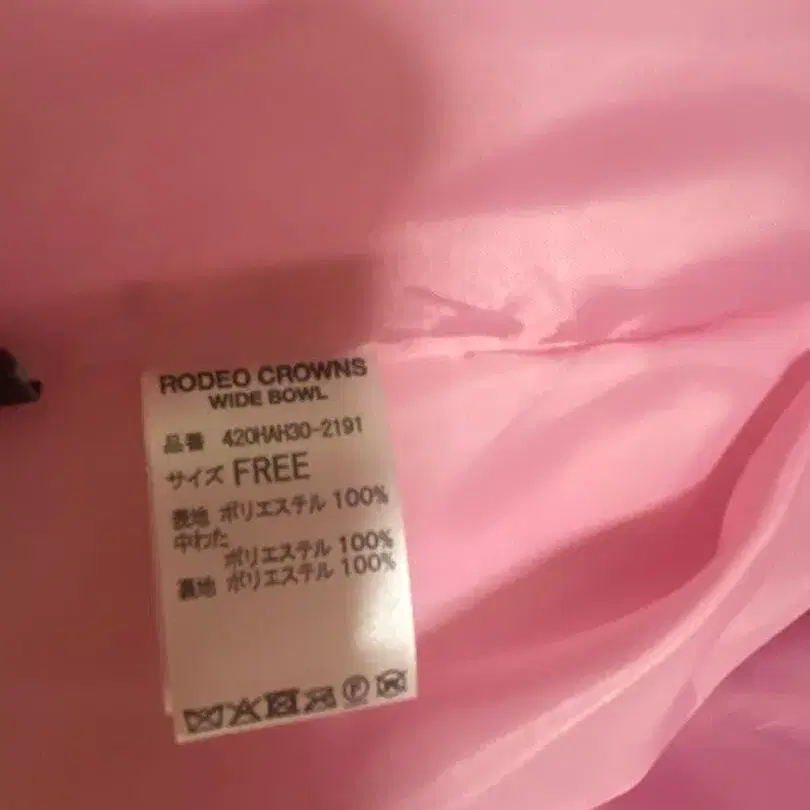 RODEO CROWNS
WIDE BOWL
品番 420HAH30-2191
サイズ FREE
表地 ポリエステル 100%
中わた
ポリエステル 100%
裏地 ポリエステル 100%